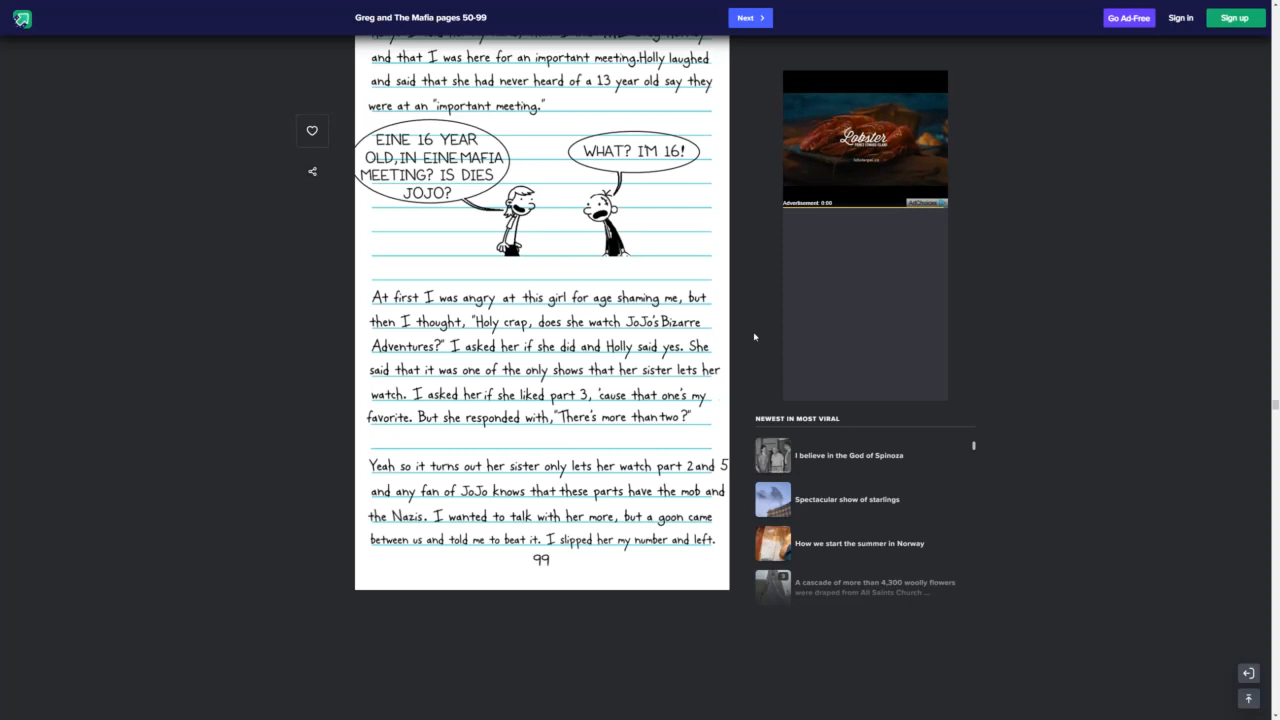 Greg and The Mafia pages 50-99
Next
Go Ad-Free
Sign in
Sign up
and that I was here for an important meeting.Holly laughed
and said that she had never heard of a 13 year old say they
were at an "important meeting."
EINE 16 YEAR
OLD,IN EINE MAFIA
MEETING? IS DIES
JOJO?
WHAT? I'M 16!
At first I was angry at this girl for age shaming me, but
then I thought, "Holy crap, does she watch JoJo's Bizarre
Adventures?" I asked her if she did and Holly said yes. She
said that it was one of the only shows that her sister lets her
watch. I asked her if she liked part 3, 'cause that one's my
favorite. But she responded with,"There's more than two?"
Yeah so it turns out her sister only lets her watch part 2 and 5
and any fan of JoJo knows that these parts have the mob and
the Nazis. I wanted to talk with her more, but a goon came
between us and told me to beat it. I slipped her my number and left.
99
Lobster
Advertisement: 0:00
AdChoices
NEWEST IN MOST VIRAL
I believe in the God of Spinoza
Spectacular show of starlings
How we start the summer in Norway
A cascade of more than 4,300 woolly flowers
were draped from All Saints Church ...